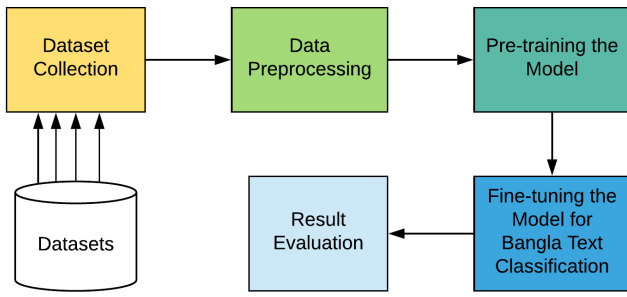 Dataset
Collection
Data
Preprocessing
Pre-training the
Model
Datasets
Result
Evaluation
Fine-tuning the
Model for
Bangla Text
Classification